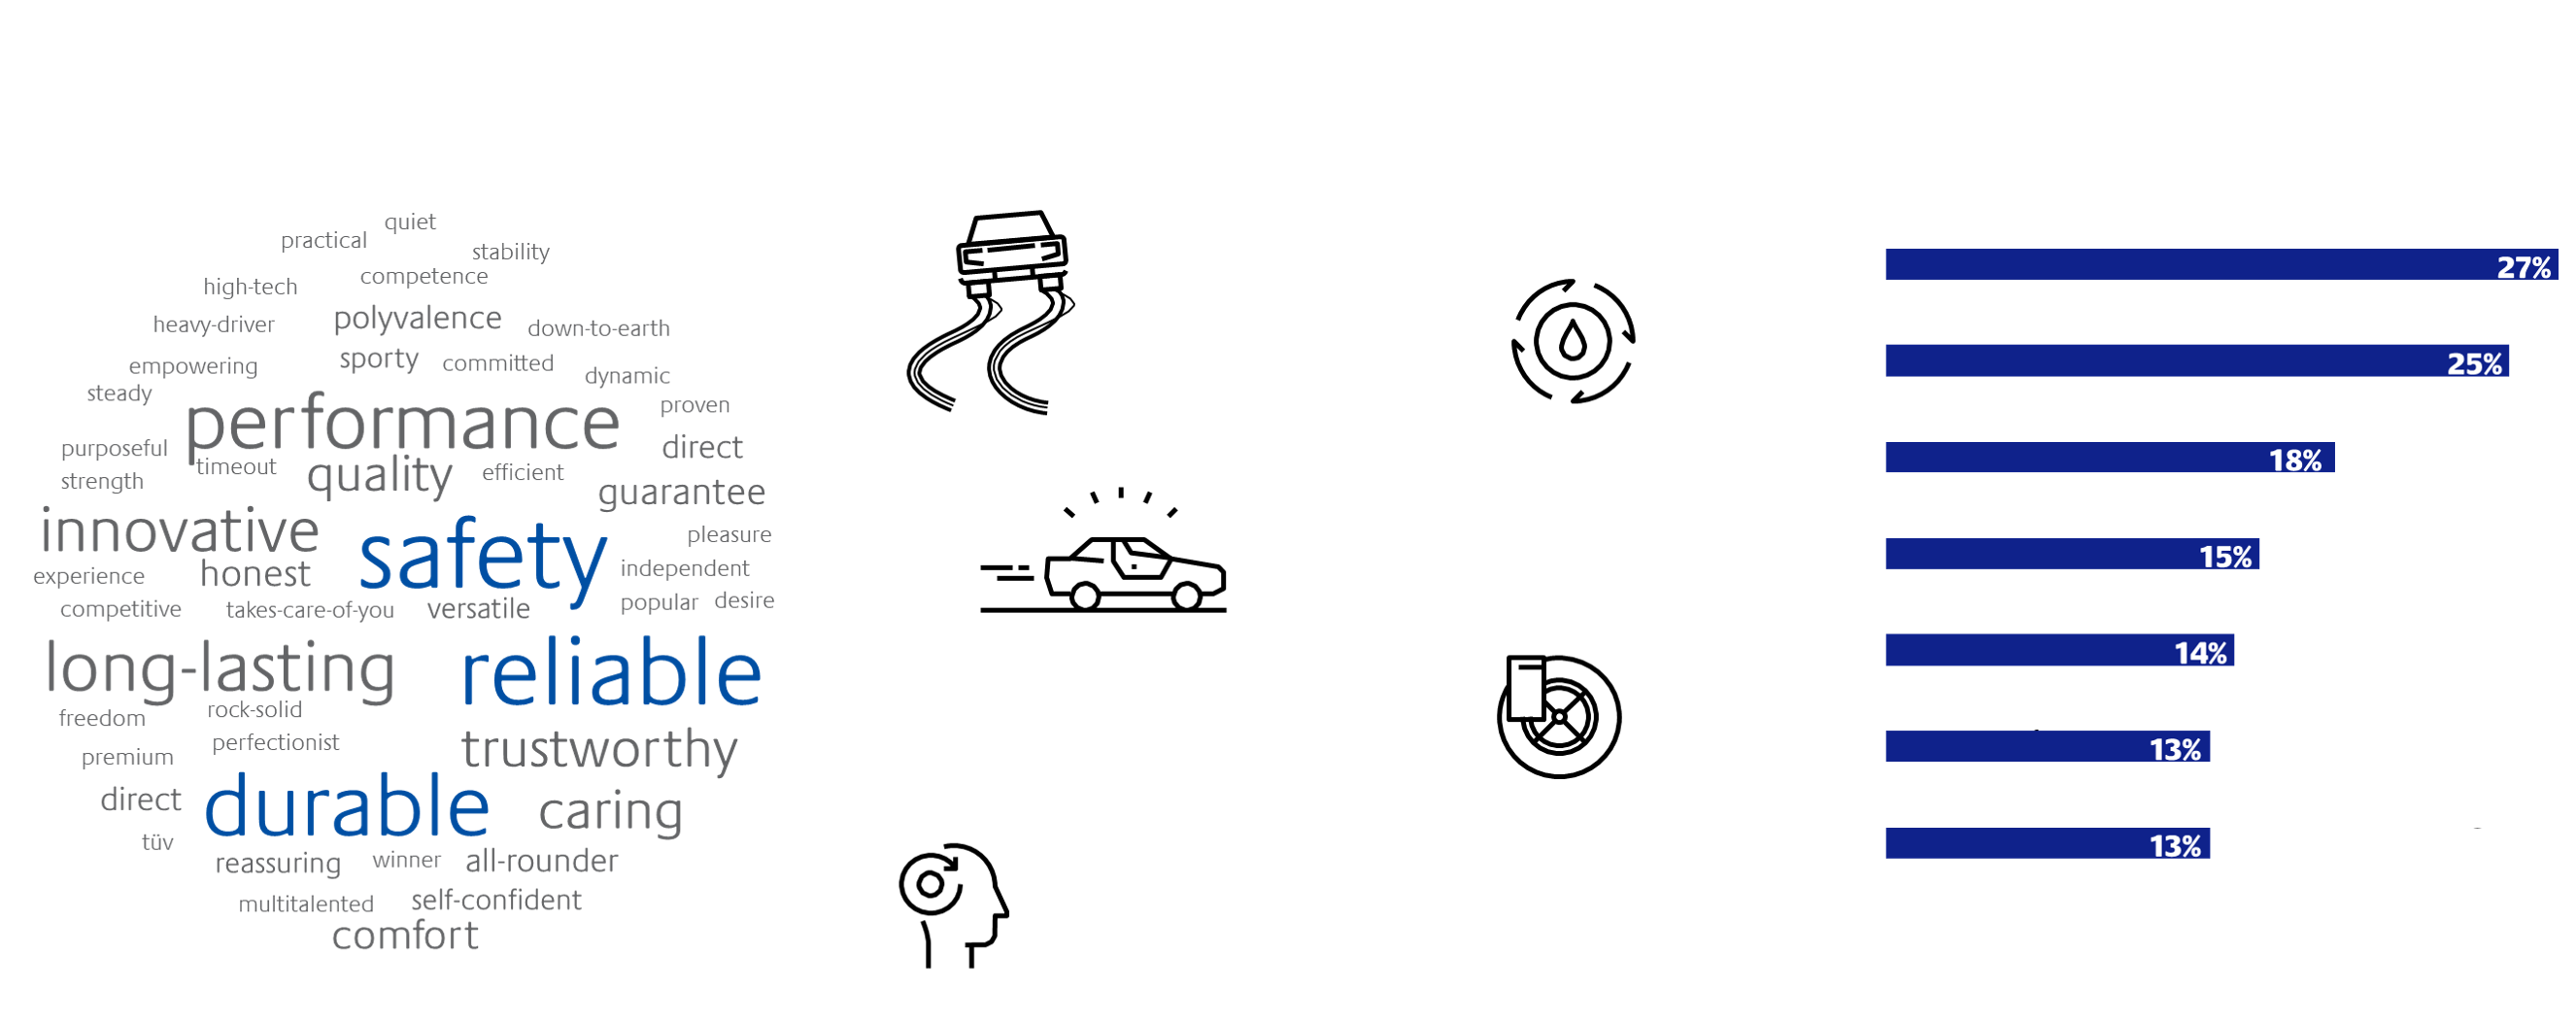 quiet
practical
stability
competence
high-tech
polyvalence
heavy-driver
down-to-earth
sporty
committed
empowering
dynamic
steady
performance
proven
direct
purposeful
timeout
quality
efficient
strength
guarantee
innovative
safety
pleasure
independent
experience
honest
competitive
takes-care-of-you
versatile
popular
desire
long-lasting
reliable
freedom
rock-solid
perfectionist
trustworthy
premium
direct
durable
caring
tüv
reassuring
winner
all-rounder
multitalented
self-confident
comfort
27%
25%
18%
15%
14%
13%
13%